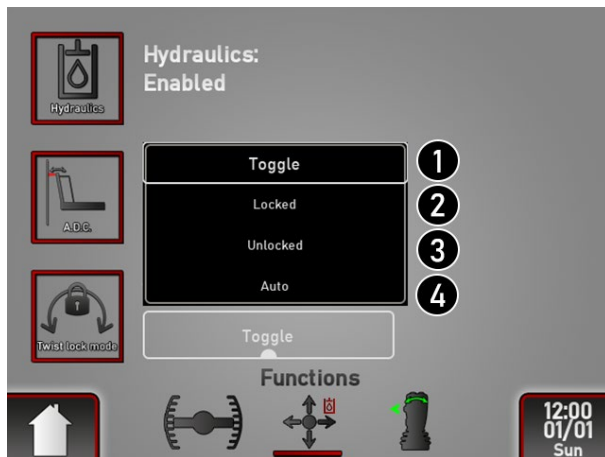 Hydraulics:
Enabled
Hydraulics
Toggle
1
Locked
2
A.D.C.
Unlocked
3
Auto
4
Twist lock mode
Toggle
Functions
12:00
01/01
Sun